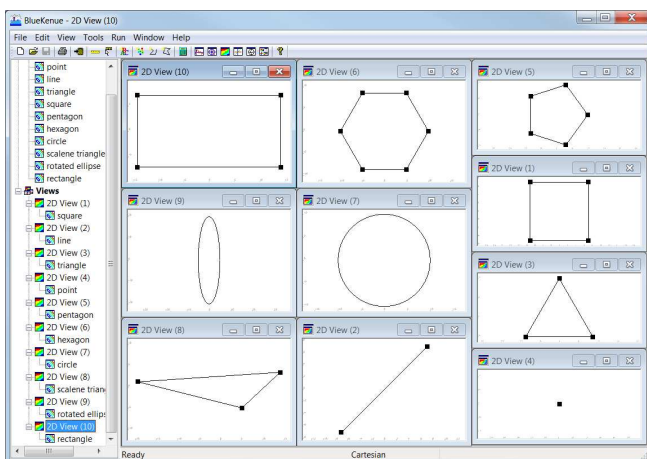 BlueKenue - 2D View (10)
File Edit View Tools Run Window Help
point
line
triangle
square
pentagon
hexagon
circle
scalene triangle
rotated ellipse
rectangle
Views
2D View (1)
square
2D View (2)
line
2D View (3)
triangle
2D View (4)
point
2D View (5)
pentagon
2D View (6)
hexagon
2D View (7)
circle
2D View (8)
scalene trian
2D View (9)
rotated ellips
2D View (10)
rectangle
2D View (10)
2D View (6)
2D View (5)
2D View (1)
2D View (9)
2D View (7)
2D View (3)
2D View (8)
2D View (2)
2D View (4)
Ready
Cartesian